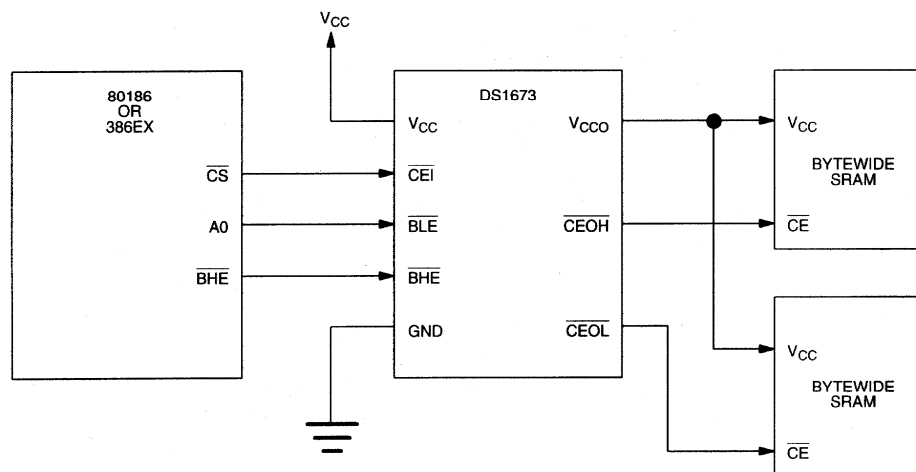 VCC
80186
OR
386EX
CS
A0
BHE
DS1673
VCC
CEI
BLE
BHE
GND
VCCO
CEOH
CEOL
VCC
BYTEWIDE
SRAM
CE
VCC
BYTEWIDE
SRAM
CE